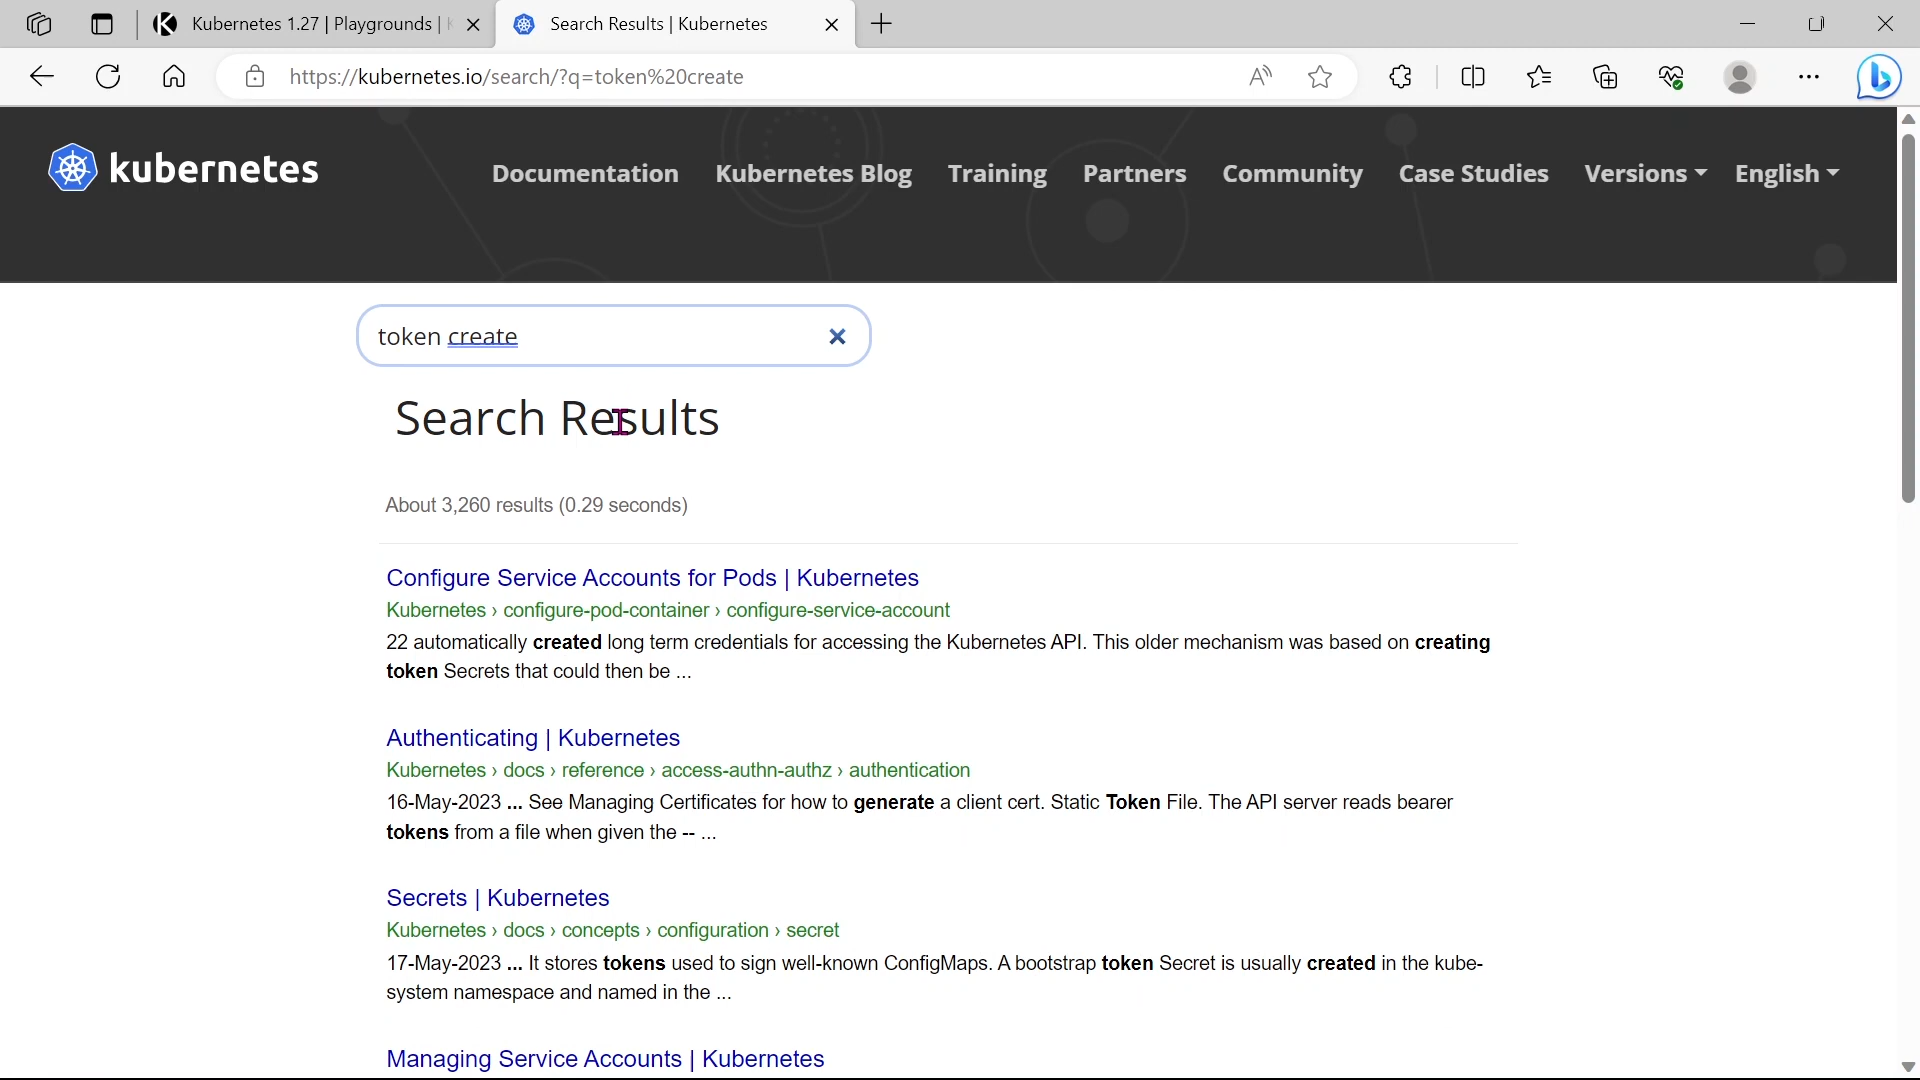 Kubernetes 1.27 | Playgrounds |
Search Results | Kubernetes
https://kubernetes.io/search/?q=token%20create
kubernetes
Documentation
Kubernetes Blog
Training
Partners
Community
Case Studies
Versions
English
token create
Search Results
About 3,260 results (0.29 seconds)
Configure Service Accounts for Pods | Kubernetes
Kubernetes › configure-pod-container › configure-service-account
22 automatically created long term credentials for accessing the Kubernetes API. This older mechanism was based on creating
token Secrets that could then be ...
Authenticating | Kubernetes
Kubernetes › docs › reference › access-authn-authz › authentication
16-May-2023 ... See Managing Certificates for how to generate a client cert. Static Token File. The API server reads bearer
tokens from a file when given the -- ...
Secrets | Kubernetes
Kubernetes › docs › concepts › configuration › secret
17-May-2023 ... It stores tokens used to sign well-known ConfigMaps. A bootstrap token Secret is usually created in the kube-
system namespace and named in the ...
Managing Service Accounts | Kubernetes